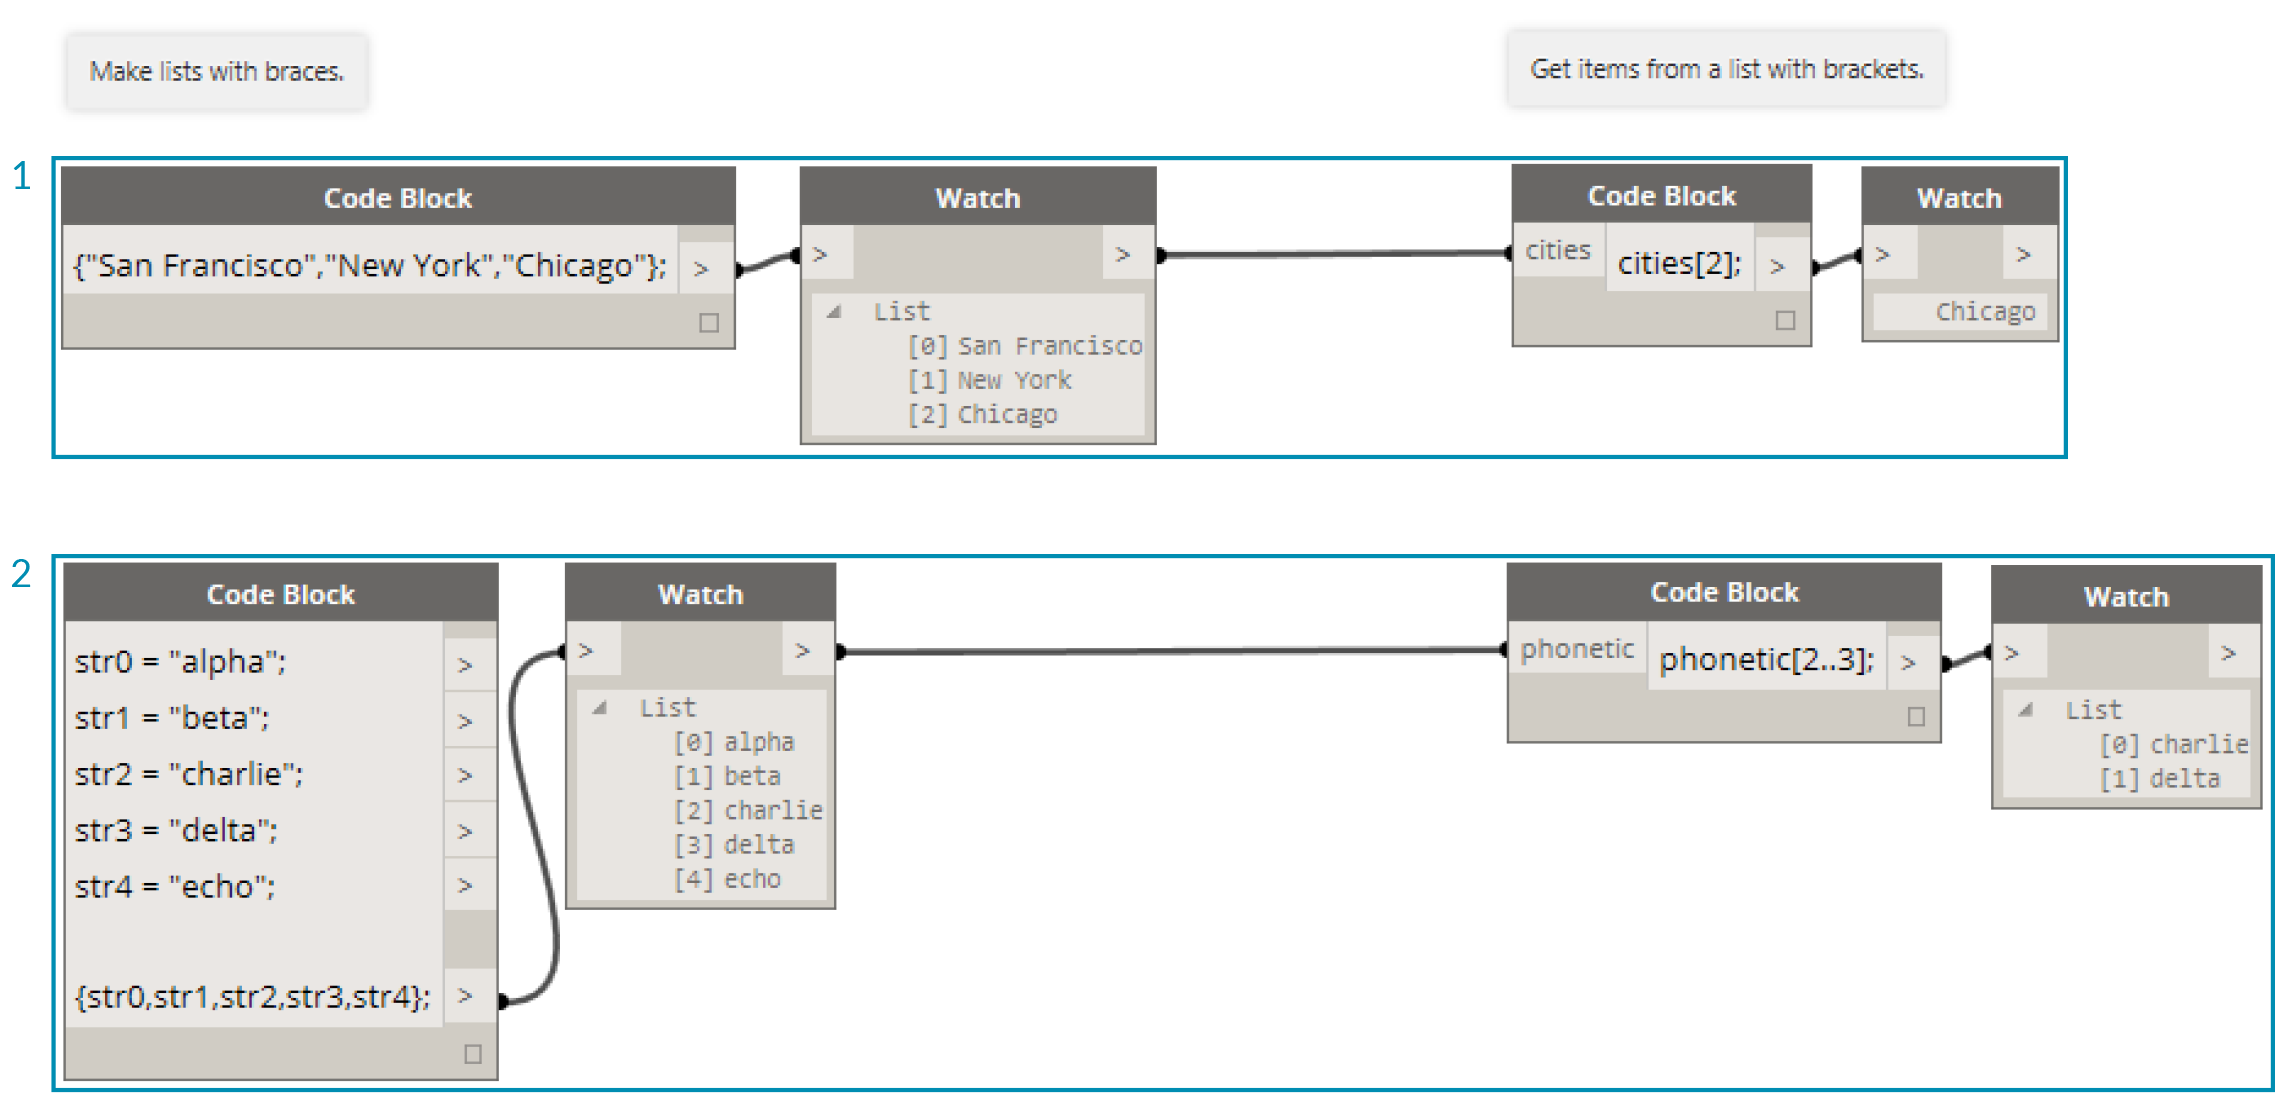 Make lists with braces.
Get items from a list with brackets.
1
Code Block
{"San Francisco","New York","Chicago"};
>
Watch
>
>
List
[0] San Francisco
[1] New York
[2] Chicago
Code Block
cities
cities[2];
>
Watch
>
>
Chicago
2
Code Block
str0 = "alpha";
>
str1 = "beta";
>
str2 = "charlie";
>
str3 = "delta";
>
str4 = "echo";
>
{str0,str1,str2,str3,str4};
>
Watch
>
>
List
[0] alpha
[1] beta
[2] charlie
[3] delta
[4] echo
Code Block
phonetic
phonetic[2..3];
>
Watch
>
>
List
[0] charlie
[1] delta